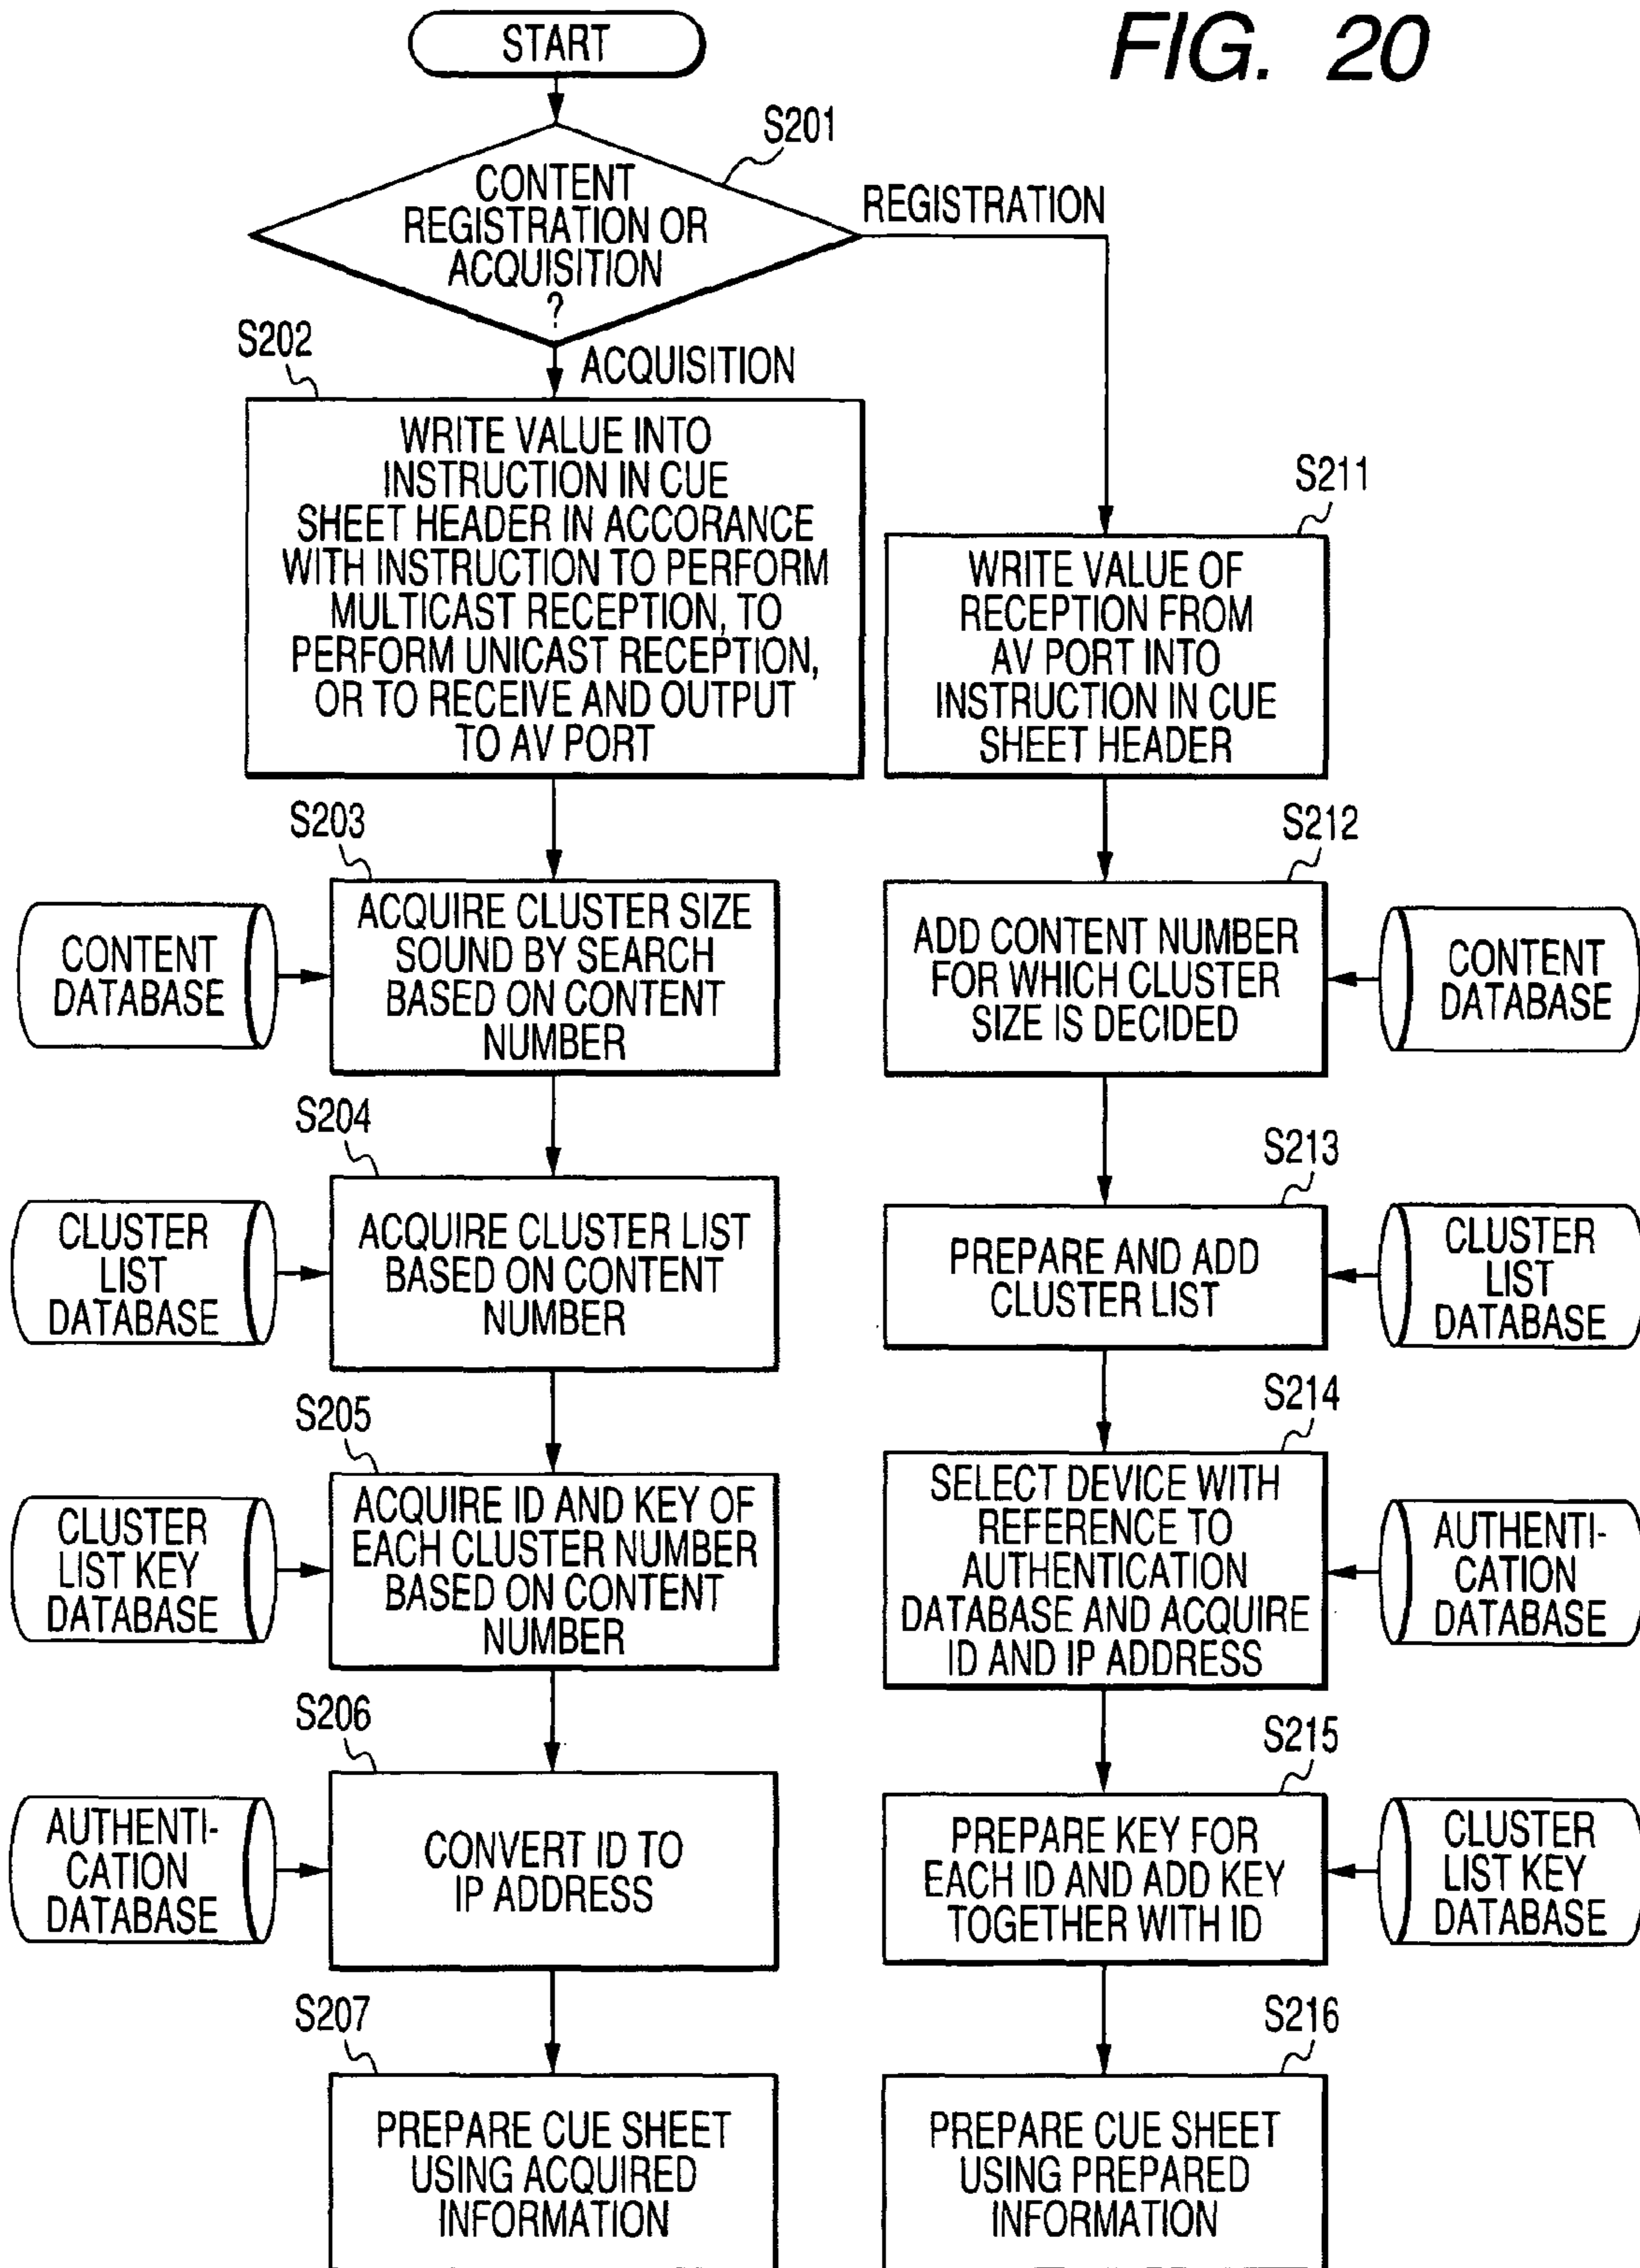 FIG. 20
START
S201
CONTENT
REGISTRATION OR
ACQUISITION
?
REGISTRATION
ACQUISITION
S202
WRITE VALUE INTO
INSTRUCTION IN CUE
SHEET HEADER IN ACCORANCE
WITH INSTRUCTION TO PERFORM
MULTICAST RECEPTION, TO
PERFORM UNICAST RECEPTION,
OR TO RECEIVE AND OUTPUT
TO AV PORT
S203
CONTENT
DATABASE
ACQUIRE CLUSTER SIZE
SOUND BY SEARCH
BASED ON CONTENT
NUMBER
S204
CLUSTER
LIST
DATABASE
ACQUIRE CLUSTER LIST
BASED ON CONTENT
NUMBER
S205
CLUSTER
LIST KEY
DATABASE
ACQUIRE ID AND KEY OF
EACH CLUSTER NUMBER
BASED ON CONTENT
NUMBER
S206
AUTHENTI-
CATION
DATABASE
CONVERT ID TO
IP ADDRESS
S207
PREPARE CUE SHEET
USING ACQUIRED
INFORMATION
S211
WRITE VALUE OF
RECEPTION FROM
AV PORT INTO
INSTRUCTION IN CUE
SHEET HEADER
S212
ADD CONTENT NUMBER
FOR WHICH CLUSTER
SIZE IS DECIDED
CONTENT
DATABASE
S213
PREPARE AND ADD
CLUSTER LIST
CLUSTER
LIST
DATABASE
S214
SELECT DEVICE WITH
REFERENCE TO
AUTHENTICATION
DATABASE AND ACQUIRE
ID AND IP ADDRESS
AUTHENTI-
CATION
DATABASE
S215
PREPARE KEY FOR
EACH ID AND ADD KEY
TOGETHER WITH ID
CLUSTER
LIST KEY
DATABASE
S216
PREPARE CUE SHEET
USING PREPARED
INFORMATION